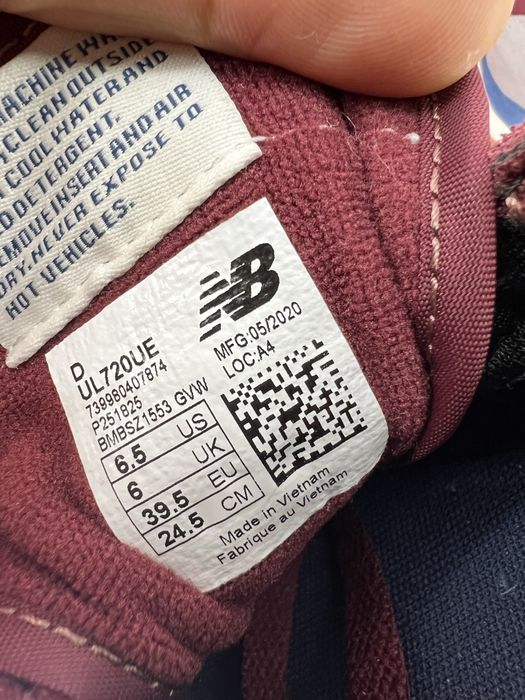 MACHINE WA
CLEAN OUTSIDE
COOL WATER AND
DETERGENT.
REMOVE INSERT AND AIR
DRY. NEVER EXPOSE TO
HOT VEHICLES.
NB
D
UL720UE
739980407874
P251825
BMBSZ1553 GVW
MFG:05/2020
LOC:A4
6.5 US
6 UK
39.5 EU
24.5 CM
Made in Vietnam
Fabrique au Vietnam